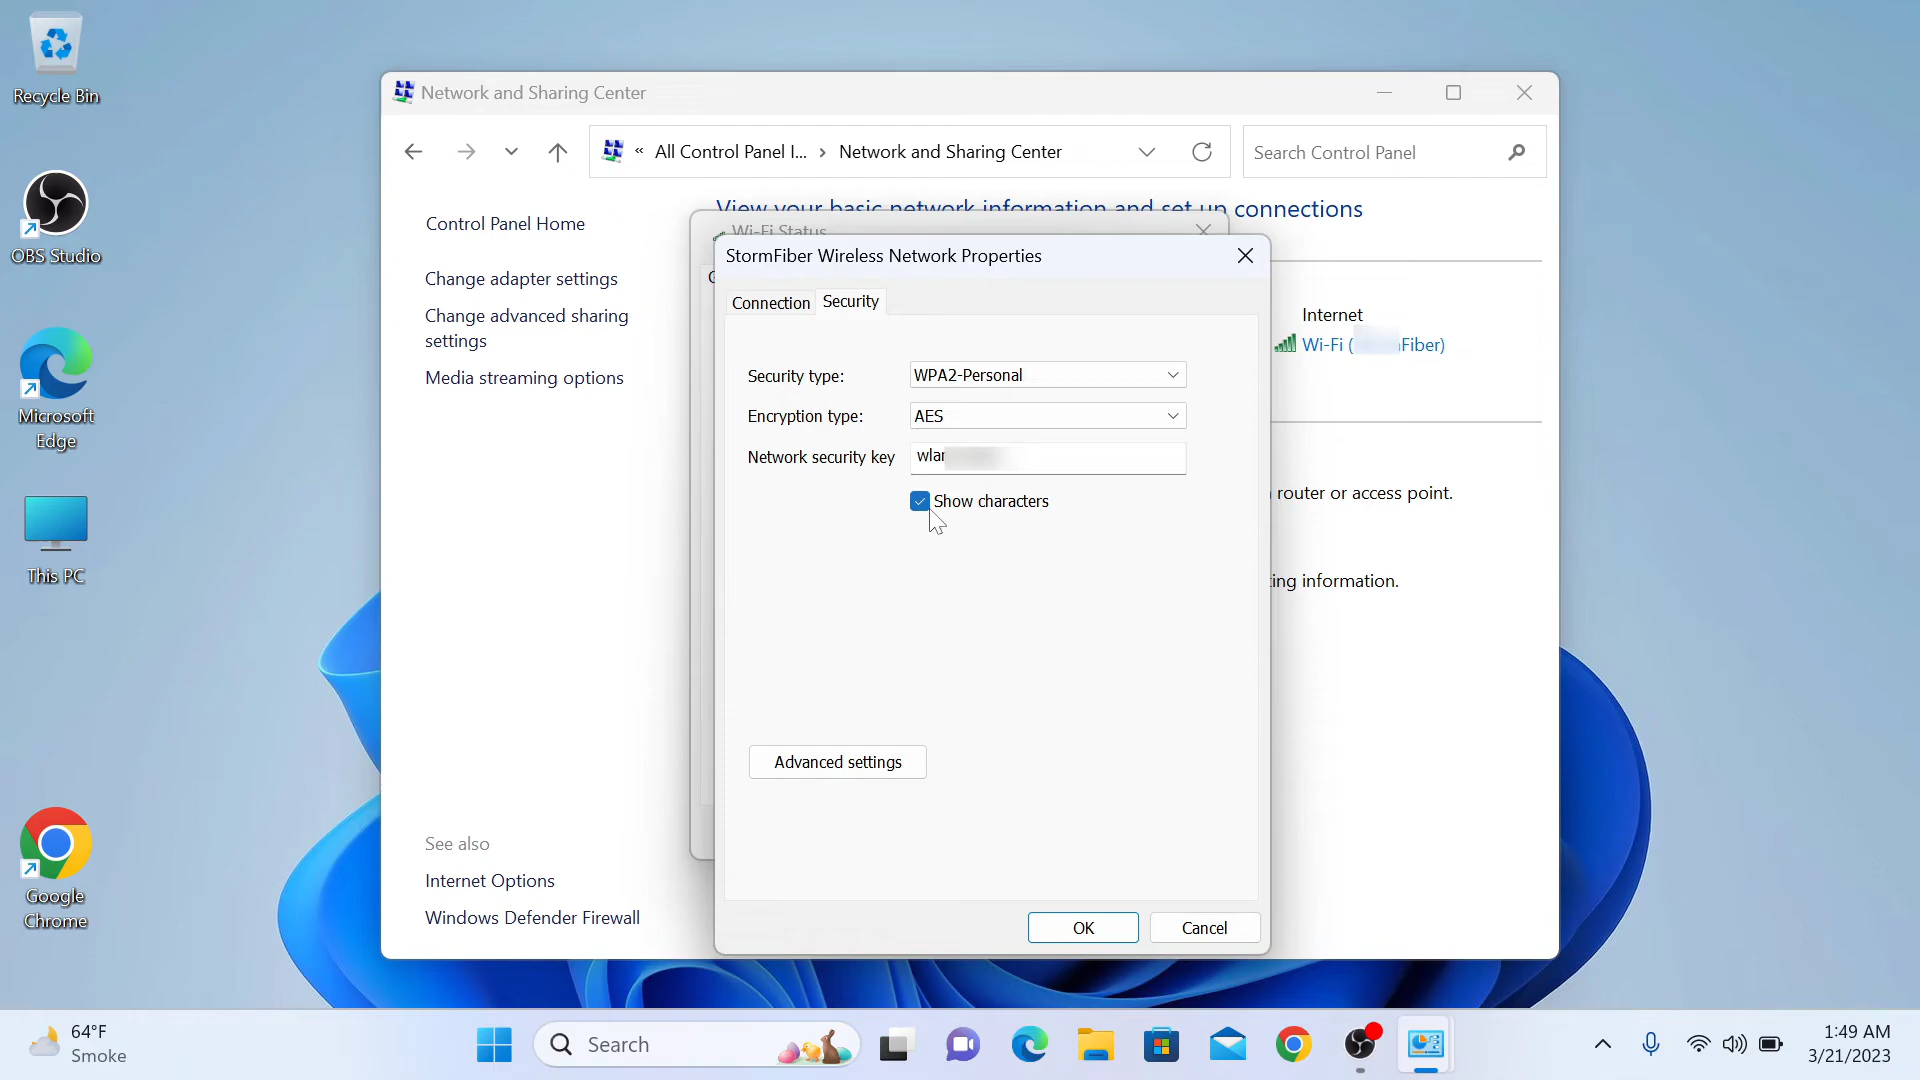 Recycle Bin
OBS Studio
Microsoft
Edge
This PC
Google
Chrome
Network and Sharing Center
« All Control Panel I... › Network and Sharing Center
Search Control Panel
Control Panel Home
Change adapter settings
Change advanced sharing
settings
Media streaming options
See also
Internet Options
Windows Defender Firewall
View your basic network information and set up connections
Internet
Wi-Fi ( Fiber)
router or access point.
ing information.
Wi-Fi Status
StormFiber Wireless Network Properties
Connection
Security
Security type:
WPA2-Personal
Encryption type:
AES
Network security key
wlan
Show characters
Advanced settings
OK
Cancel
64°F
Smoke
Search
1:49 AM
3/21/2023